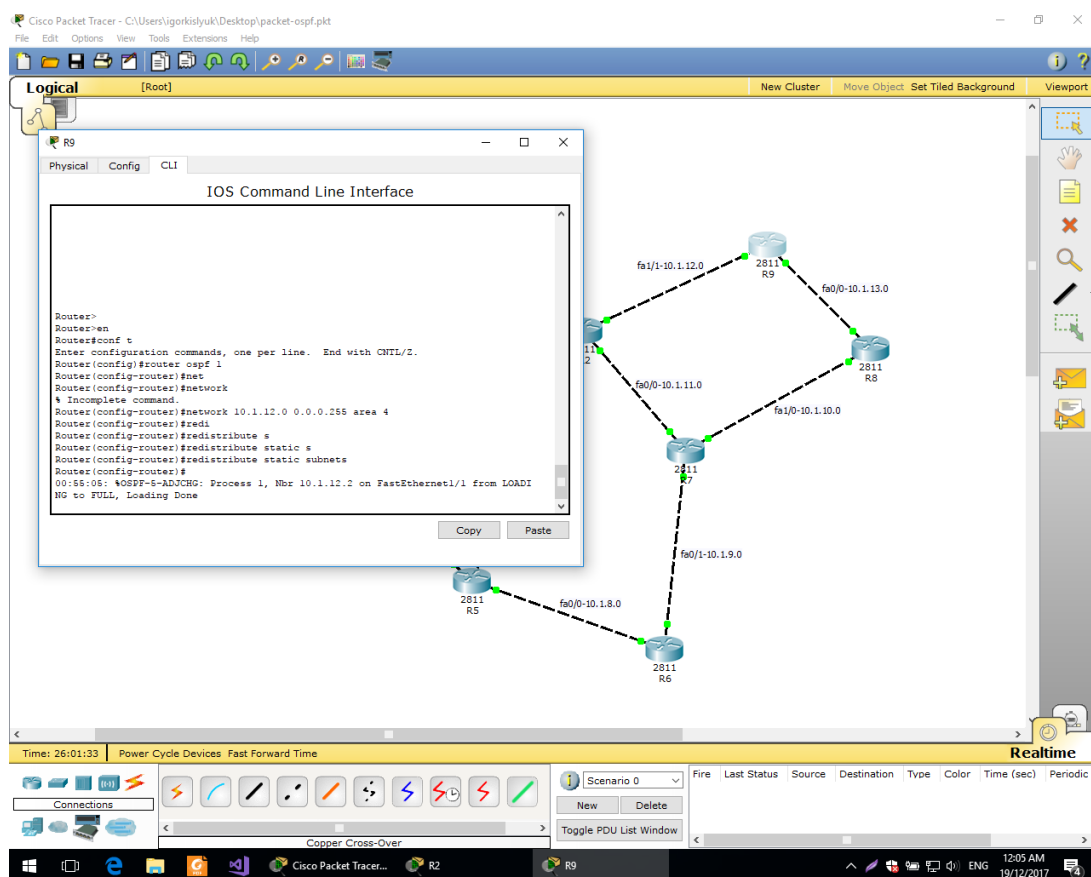 Cisco Packet Tracer - C:\Users\igorkislyuk\Desktop\packet-ospf.pkt
File Edit Options View Tools Extensions Help
Logical [Root] New Cluster Move Object Set Tiled Background Viewport
R9
Physical Config CLI
IOS Command Line Interface
Router>
Router>en
Router#conf t
Enter configuration commands, one per line. End with CNTL/Z.
Router(config)#router ospf 1
Router(config-router)#net
Router(config-router)#network
% Incomplete command.
Router(config-router)#network 10.1.12.0 0.0.0.255 area 4
Router(config-router)#redi
Router(config-router)#redistribute s
Router(config-router)#redistribute static s
Router(config-router)#redistribute static subnets
Router(config-router)#
00:55:05: %OSPF-5-ADJCHG: Process 1, Nbr 10.1.12.2 on FastEthernet1/1 from LOADI
NG to FULL, Loading Done
Copy Paste
fa1/1-10.1.12.0
2811
R9
fa0/0-10.1.13.0
11
2
2811
R8
fa0/0-10.1.11.0
fa1/0-10.1.10.0
2811
R7
fa0/1-10.1.9.0
2811
R5
fa0/0-10.1.8.0
2811
R6
Time: 26:01:33 Power Cycle Devices Fast Forward Time Realtime
Connections
Copper Cross-Over
Scenario 0
New Delete
Toggle PDU List Window
Fire Last Status Source Destination Type Color Time (sec) Periodic
Cisco Packet Tracer... R2 R9
ENG
12:05 AM
19/12/2017
4